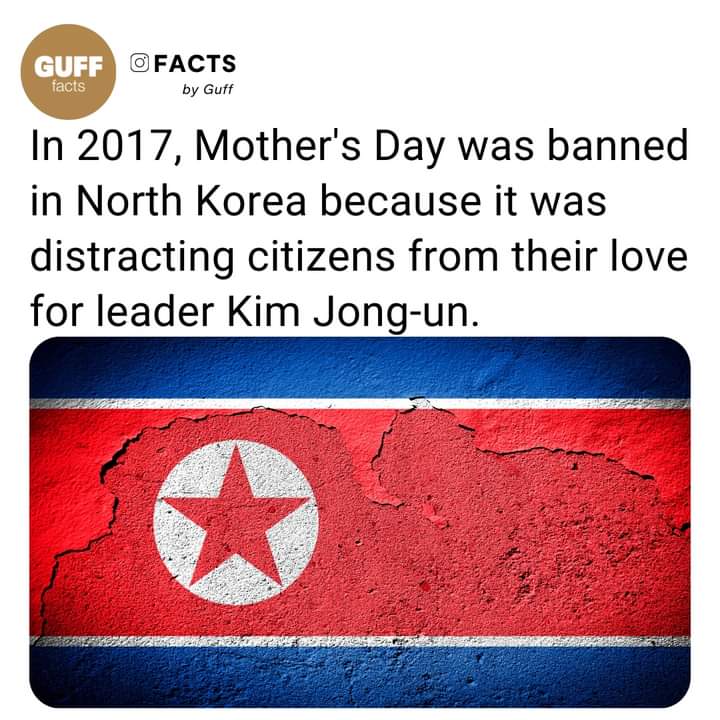 GUFF
facts
FACTS
by Guff
In 2017, Mother's Day was banned
in North Korea because it was
distracting citizens from their love
for leader Kim Jong-un.